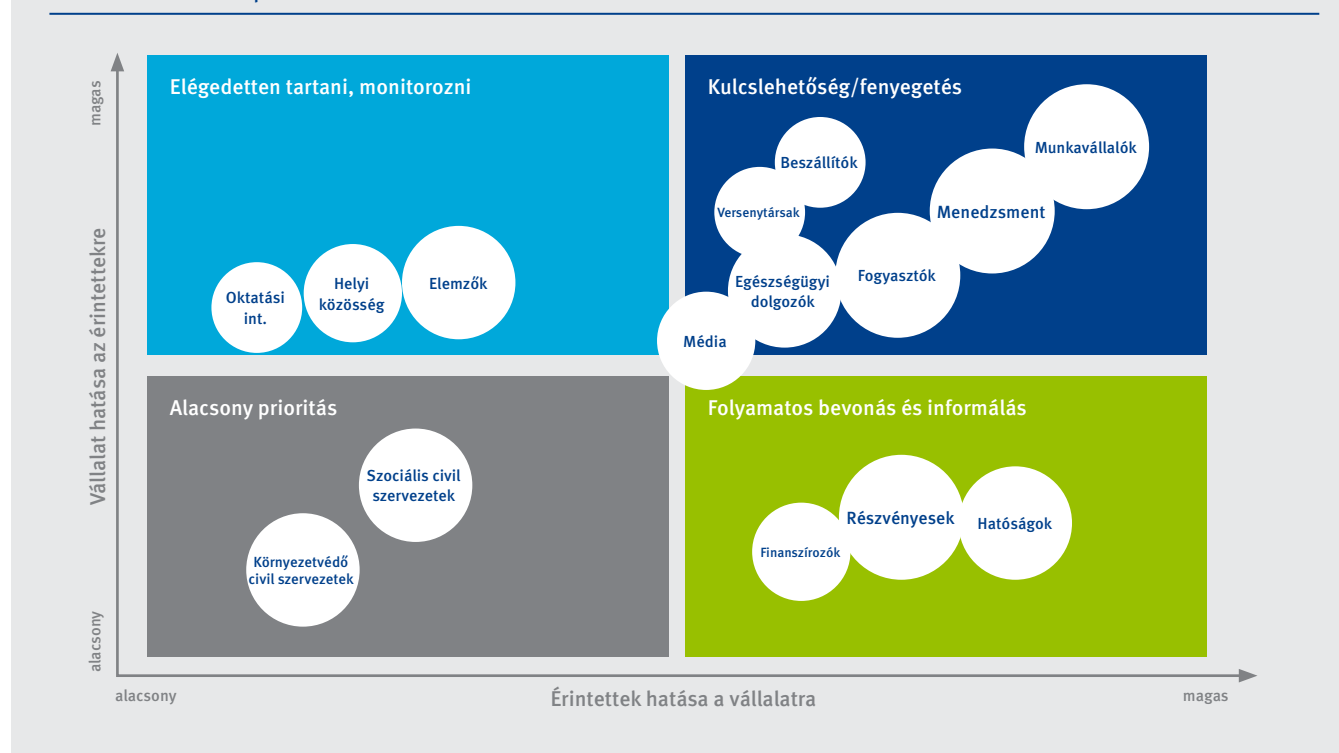 magas
Vállalat hatása az érintettekre
alacsony
Elégedetten tartani, monitorozni
Oktatási
int.
Helyi
közösség
Elemzők
Kulcslehetőség/fenyegetés
Munkavállalók
Beszállítók
Versenytársak
Menedzsment
Fogyasztók
Egészségügyi
dolgozók
Média
Alacsony prioritás
Szociális civil
szervezetek
Környezetvédő
civil szervezetek
Folyamatos bevonás és informálás
Finanszírozók
Részvényesek
Hatóságok
alacsony
Érintettek hatása a vállalatra
magas